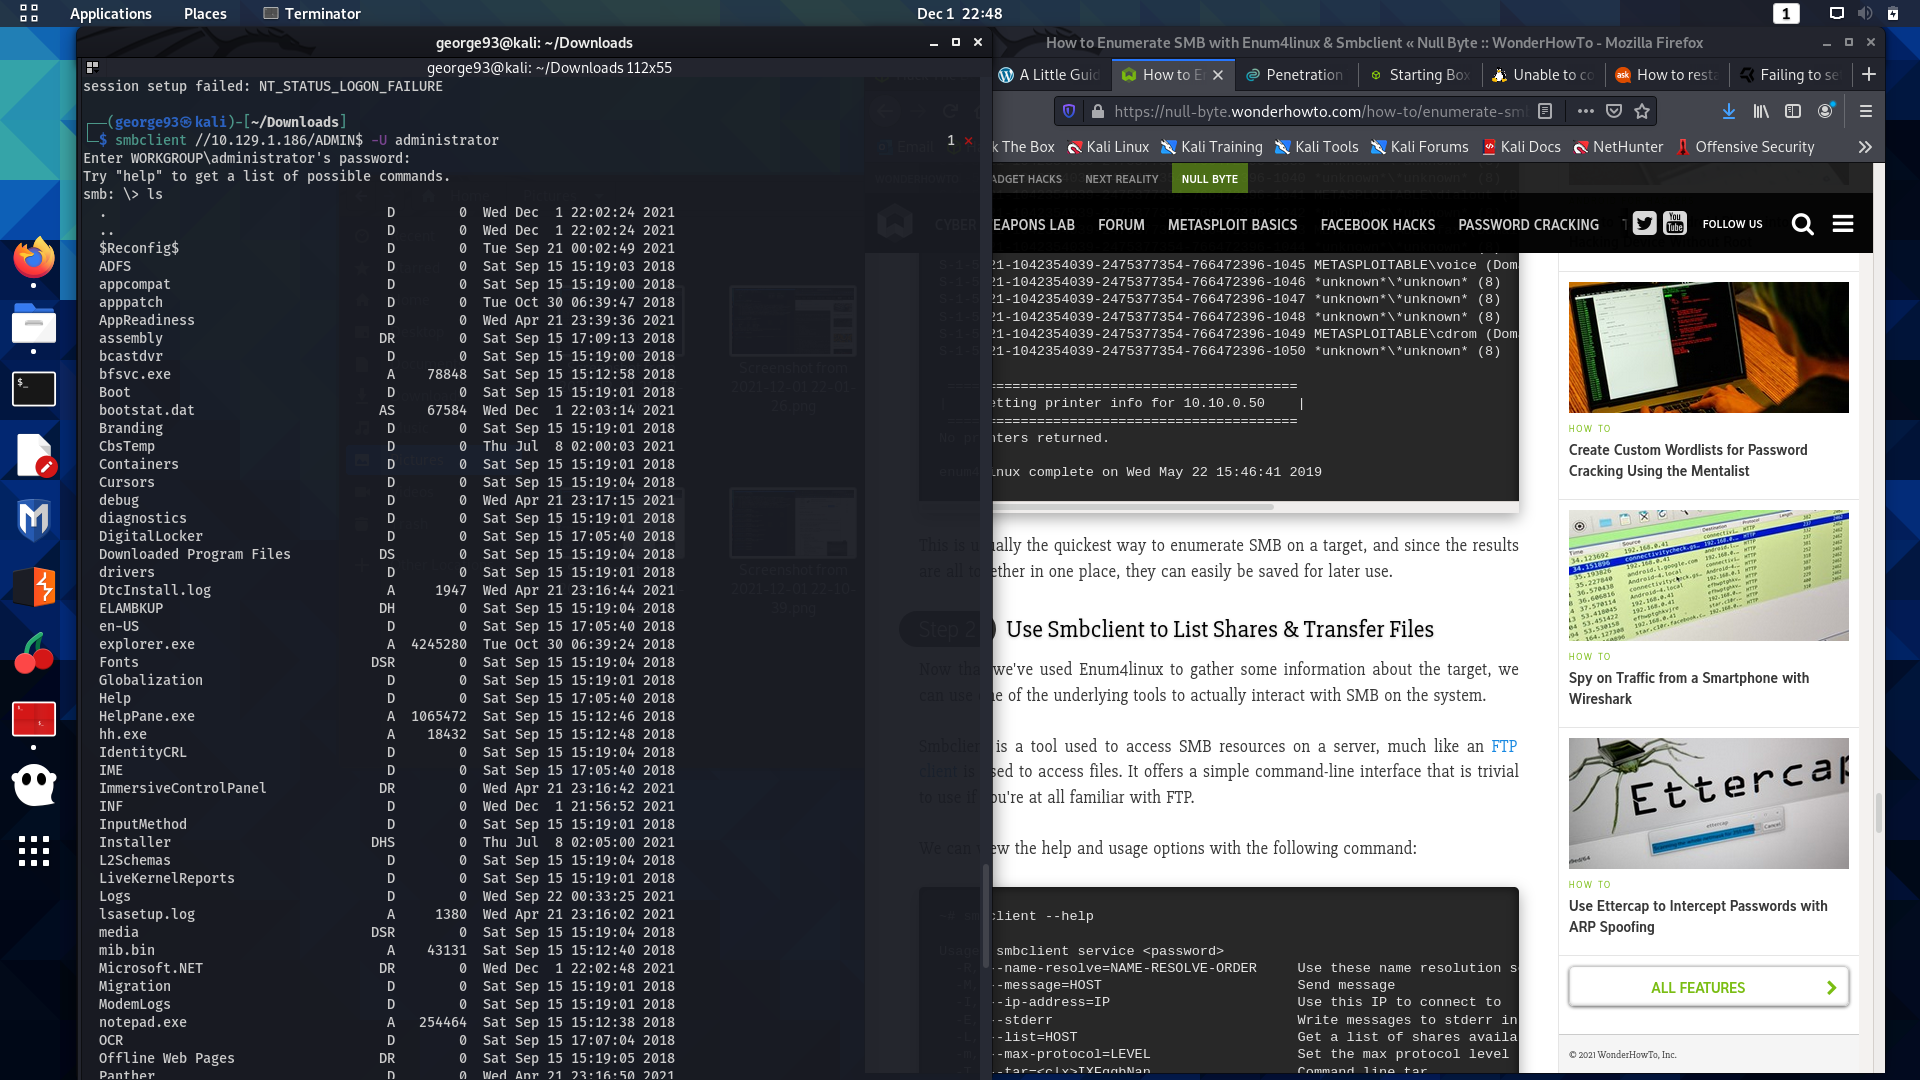 Applications Places Terminator Dec 1 22:48 1
george93@kali: ~/Downloads
george93@kali: ~/Downloads 112x55
session setup failed: NT_STATUS_LOGON_FAILURE
┌──(george93㉿kali)-[~/Downloads]
└─$ smbclient //10.129.1.186/ADMIN$ -U administrator 1 ⨯
Enter WORKGROUP\administrator's password:
Try "help" to get a list of possible commands.
smb: \> ls
. D 0 Wed Dec 1 22:02:24 2021
.. D 0 Wed Dec 1 22:02:24 2021
$Reconfig$ D 0 Tue Sep 21 00:02:49 2021
ADFS D 0 Sat Sep 15 15:19:03 2018
appcompat D 0 Sat Sep 15 15:19:00 2018
apppatch D 0 Tue Oct 30 06:39:47 2018
AppReadiness D 0 Wed Apr 21 23:39:36 2021
assembly DR 0 Sat Sep 15 17:09:13 2018
bcastdvr D 0 Sat Sep 15 15:19:00 2018
bfsvc.exe A 78848 Sat Sep 15 15:12:58 2018
Boot D 0 Sat Sep 15 15:19:01 2018
bootstat.dat AS 67584 Wed Dec 1 22:03:14 2021
Branding D 0 Sat Sep 15 15:19:01 2018
CbsTemp D 0 Thu Jul 8 02:00:03 2021
Containers D 0 Sat Sep 15 15:19:01 2018
Cursors D 0 Sat Sep 15 15:19:04 2018
debug D 0 Wed Apr 21 23:17:15 2021
diagnostics D 0 Sat Sep 15 15:19:01 2018
DigitalLocker D 0 Sat Sep 15 17:05:40 2018
Downloaded Program Files DS 0 Sat Sep 15 15:19:04 2018
drivers D 0 Sat Sep 15 15:19:01 2018
DtcInstall.log A 1947 Wed Apr 21 23:16:44 2021
ELAMBKUP DH 0 Sat Sep 15 15:19:04 2018
en-US D 0 Sat Sep 15 17:05:40 2018
explorer.exe A 4245280 Tue Oct 30 06:39:24 2018
Fonts DSR 0 Sat Sep 15 15:19:04 2018
Globalization D 0 Sat Sep 15 15:19:01 2018
Help D 0 Sat Sep 15 17:05:40 2018
HelpPane.exe A 1065472 Sat Sep 15 15:12:46 2018
hh.exe A 18432 Sat Sep 15 15:12:48 2018
IdentityCRL D 0 Sat Sep 15 15:19:04 2018
IME D 0 Sat Sep 15 17:05:40 2018
ImmersiveControlPanel DR 0 Wed Apr 21 23:16:42 2021
INF D 0 Wed Dec 1 21:56:52 2021
InputMethod D 0 Sat Sep 15 15:19:01 2018
Installer DHS 0 Thu Jul 8 02:05:00 2021
L2Schemas D 0 Sat Sep 15 15:19:04 2018
LiveKernelReports D 0 Sat Sep 15 15:19:01 2018
Logs D 0 Wed Sep 22 00:33:25 2021
lsasetup.log A 1380 Wed Apr 21 23:16:02 2021
media DSR 0 Sat Sep 15 15:19:04 2018
mib.bin A 43131 Sat Sep 15 15:12:40 2018
Microsoft.NET DR 0 Wed Dec 1 22:02:48 2021
Migration D 0 Sat Sep 15 15:19:01 2018
ModemLogs D 0 Sat Sep 15 15:19:01 2018
notepad.exe A 254464 Sat Sep 15 15:12:38 2018
OCR D 0 Sat Sep 15 17:07:04 2018
Offline Web Pages DR 0 Sat Sep 15 15:19:05 2018
Panther D 0 Wed Apr 21 23:16:50 2021
How to Enumerate SMB with Enum4linux & Smbclient « Null Byte :: WonderHowTo - Mozilla Firefox
A Little Guid How to E Penetration Starting Box Unable to co How to resta Failing to se
https://null-byte.wonderhowto.com/how-to/enumerate-sm
k The Box Kali Linux Kali Training Kali Tools Kali Forums Kali Docs NetHunter Offensive Security
ADGET HACKS NEXT REALITY NULL BYTE
CYBER EAPONS LAB FORUM METASPLOIT BASICS FACEBOOK HACKS PASSWORD CRACKING FOLLOW US
21-1042354039-2475377354-766472396-1045 METASPLOITABLE\voice (Dom
21-1042354039-2475377354-766472396-1046 *unknown*\*unknown* (8)
21-1042354039-2475377354-766472396-1047 *unknown*\*unknown* (8)
21-1042354039-2475377354-766472396-1048 *unknown*\*unknown* (8)
21-1042354039-2475377354-766472396-1049 METASPLOITABLE\cdrom (Dom
21-1042354039-2475377354-766472396-1050 *unknown*\*unknown* (8)
etting printer info for 10.10.0.50 |
No printers returned.
enum4linux complete on Wed May 22 15:46:41 2019
This is usually the quickest way to enumerate SMB on a target, and since the results
are all together in one place, they can easily be saved for later use.
Step 2 Use Smbclient to List Shares & Transfer Files
Now that we've used Enum4linux to gather some information about the target, we
can use one of the underlying tools to actually interact with SMB on the system.
Smbclient is a tool used to access SMB resources on a server, much like an FTP
client is used to access files. It offers a simple command-line interface that is trivial
to use if you're at all familiar with FTP.
We can view the help and usage options with the following command:
~# smbclient --help
Usage: smbclient service <password>
--name-resolve=NAME-RESOLVE-ORDER Use these name resolution s
--message=HOST Send message
--ip-address=IP Use this IP to connect to
--stderr Write messages to stderr in
--list=HOST Get a list of shares availa
--max-protocol=LEVEL Set the max protocol level
--tar=<c|x>IXFqgbNan Command line tar
HOW TO
Create Custom Wordlists for Password
Cracking Using the Mentalist
HOW TO
Spy on Traffic from a Smartphone with
Wireshark
Ettercap
HOW TO
Use Ettercap to Intercept Passwords with
ARP Spoofing
ALL FEATURES
© 2021 WonderHowTo, Inc.